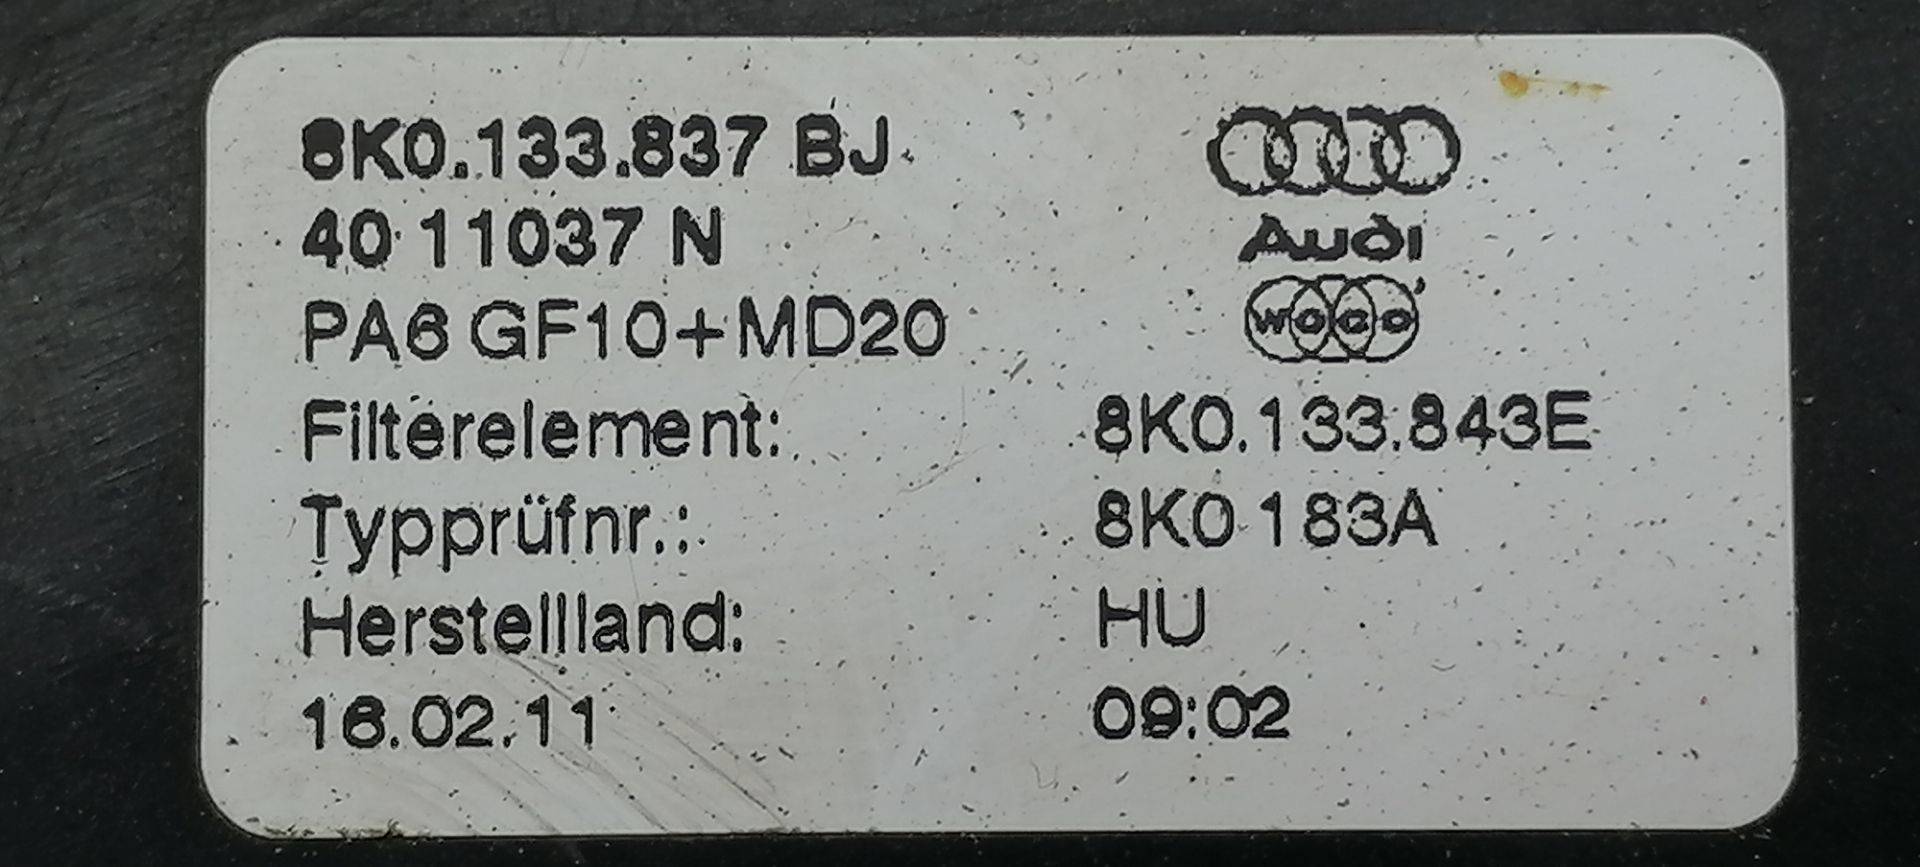 8K0.133.837 BJ
40 11037 N
Audi
PA6 GF10+MD20
woco
Filterelement: 8K0.133.843E
Typprüfnr.: 8K0 183A
Herstellland: HU
16.02.11 09:02